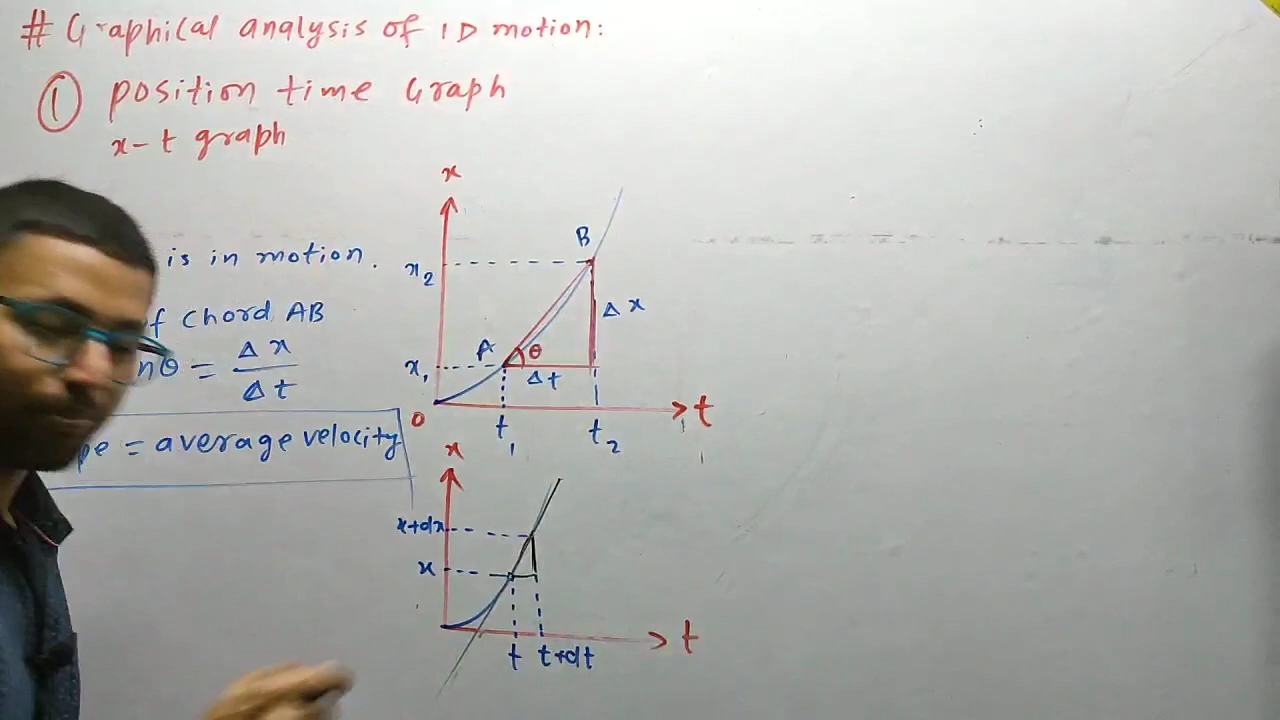 # Graphical analysis of 1D motion:
① position time Graph
x-t graph
is in motion.
chord AB
θ = Δx
Δt
= average velocity
x
x₂
B
Δx
A
θ
x₁
Δt
0
t₁
t₂
t
x
x+dx
x
t
t
t+dt